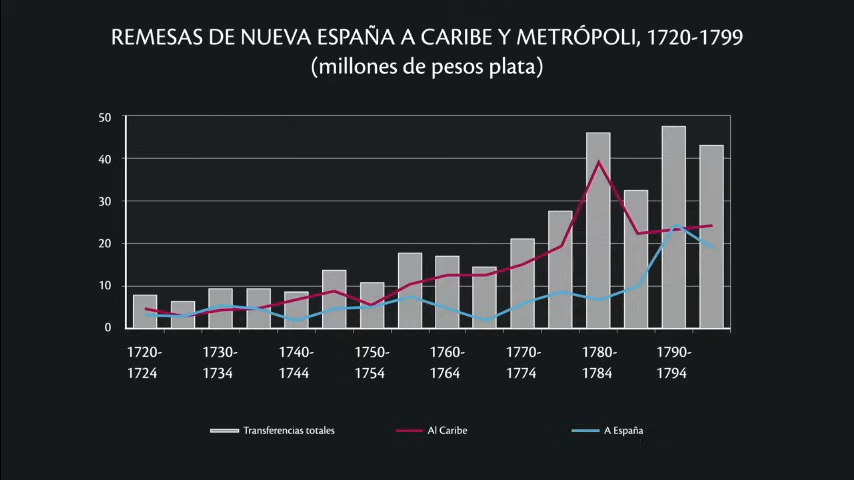 REMESAS DE NUEVA ESPAÑA A CARIBE Y METRÓPOLI, 1720-1799
(millones de pesos plata)
50
40
30
20
10
0
1720- 1730- 1740- 1750- 1760- 1770- 1780- 1790-
1724 1734 1744 1754 1764 1774 1784 1794
Transferencias totales Al Caribe A España